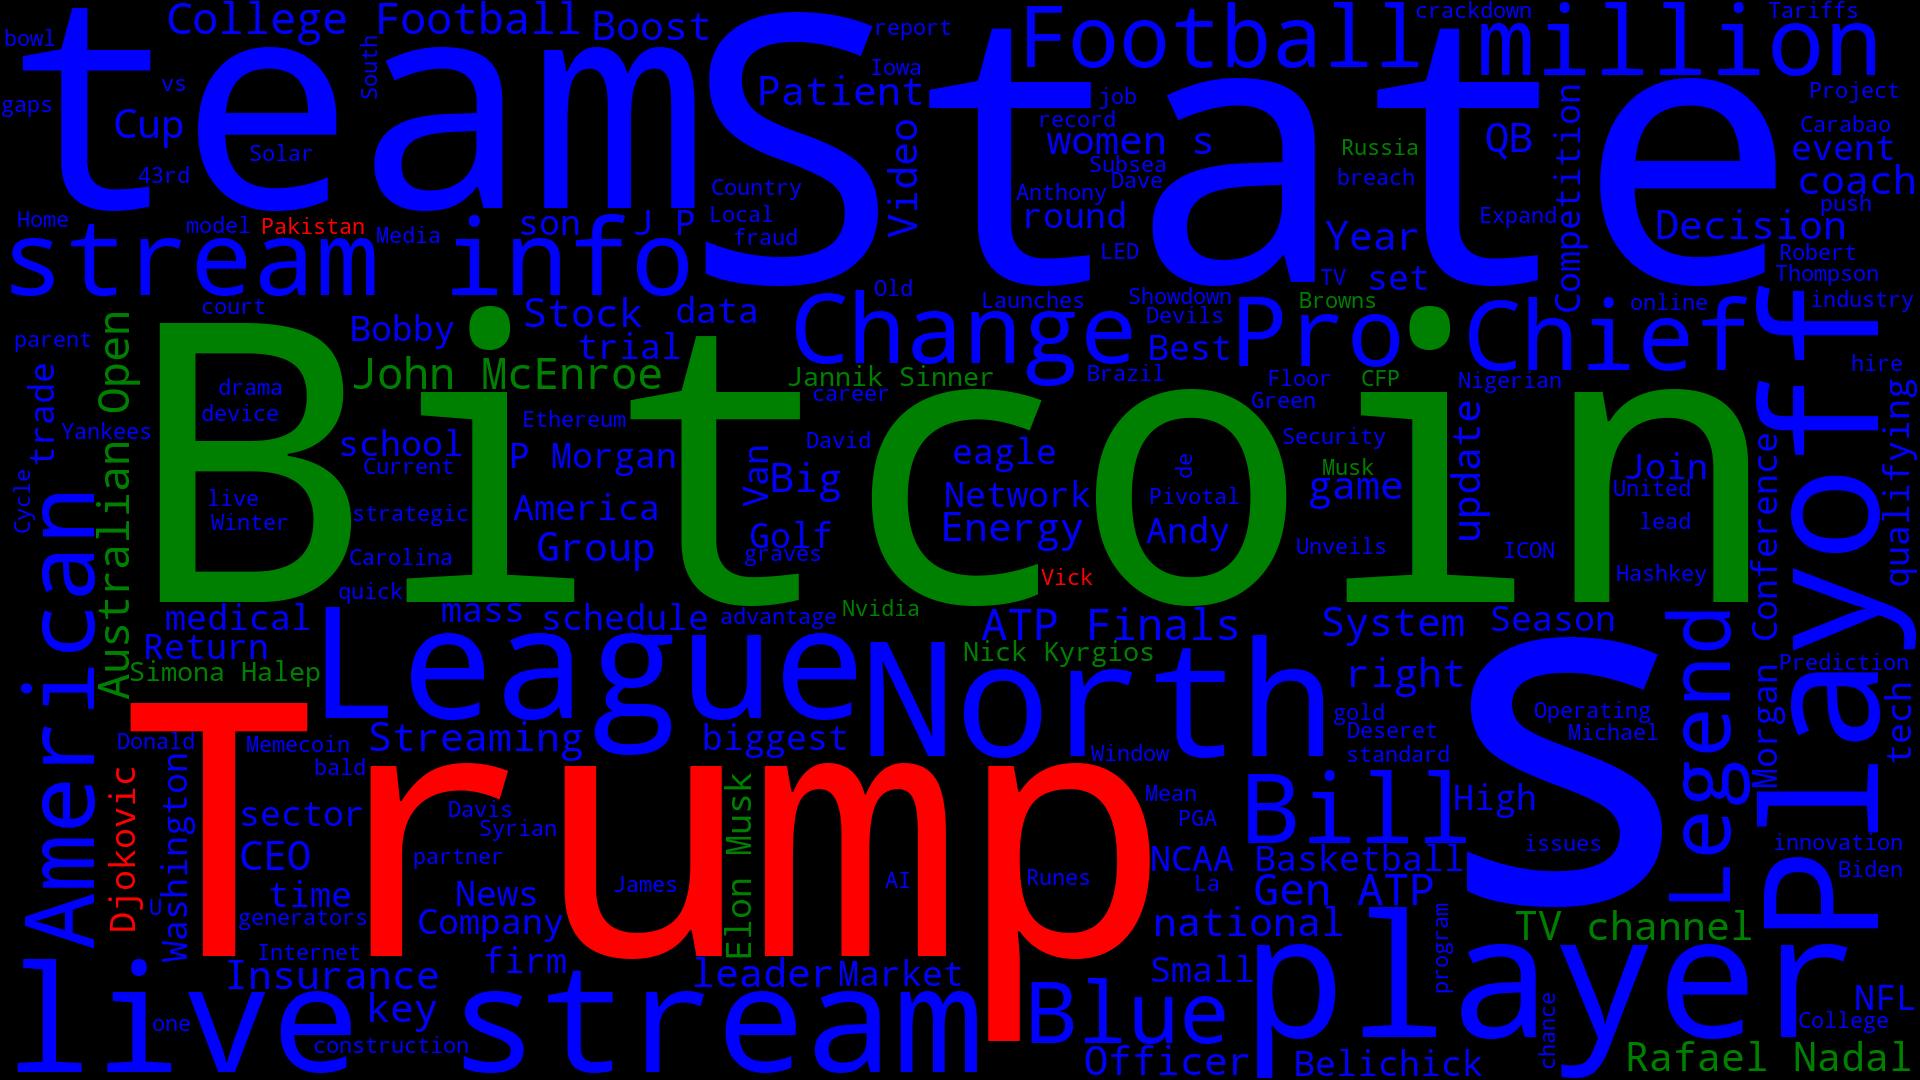 bowl
College Football
Boost
report
Football
crackdown
million
Tariffs
team
State
South
Iowa
gaps
vs
Cup
Solar
43rd
Patient
Video
job
record
women s
Subsea
Dave
Anthony
round
LED
Russia
breach
QB
Expand
Competition
Project
Carabao
event
coach
push
Decision
Robert
Thompson
Home
model
Pakistan
Media
son
J P
Country
Local
fraud
Year
TV
set
stream info
court
Old
Launches
Showdown
Devils
Browns
online
industry
parent
Bobby
Stock
data
trial
Change
Best
Pro
Chief
Playoff
hire
Australian Open
trade
Yankees
Cycle
Bitcoin
drama
device
John McEnroe
Jannik Sinner
career
Brazil
Floor
Green
CFP
Nigerian
school
Current
Ethereum
P Morgan
David
Van
Big
eagle
Network
Energy
de
Pivotal
Andy
Security
Musk
game
update
Join
United
lead
qualifying
live
Winter
strategic
America
Group
Golf
graves
Carolina
quick
Unveils
ICON
Hashkey
Conference
Vick
American
medical
Return
mass
schedule
advantage
Nvidia
ATP Finals
System
Season
Simona Halep
League
North
Nick Kyrgios
right
s
Legend
Prediction
tech
Morgan
Trump
Donald
Memecoin
bald
Streaming
biggest
Window
gold
Deseret
standard
Operating
Michael
Djokovic
Washington
sector
CEO
time
generators
Internet
U
Davis
Syrian
partner
News
Company
James
Elon Musk
AI
Runes
Mean
PGA
Bill
High
NCAA Basketball
La
Gen ATP
issues
innovation
Biden
national
TV channel
live stream
Insurance
key
firm
leader
Market
one
construction
Blue
Small
Officer
player
program
Belichick
chance
NFL
College
Rafael Nadal